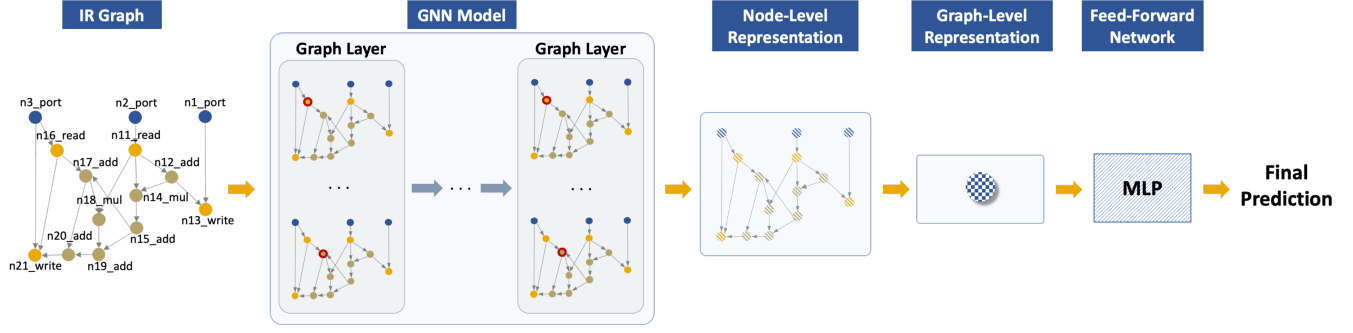 IR Graph
GNN Model
Node-Level
Representation
Graph-Level
Representation
Feed-Forward
Network
Graph Layer
Graph Layer
n3_port
n2_port
n1_port
n16_read
n11_read
n17_add
n12_add
n18_mul
n14_mul
n13_write
n20_add
n15_add
n21_write
n19_add
...
...
...
MLP
Final
Prediction